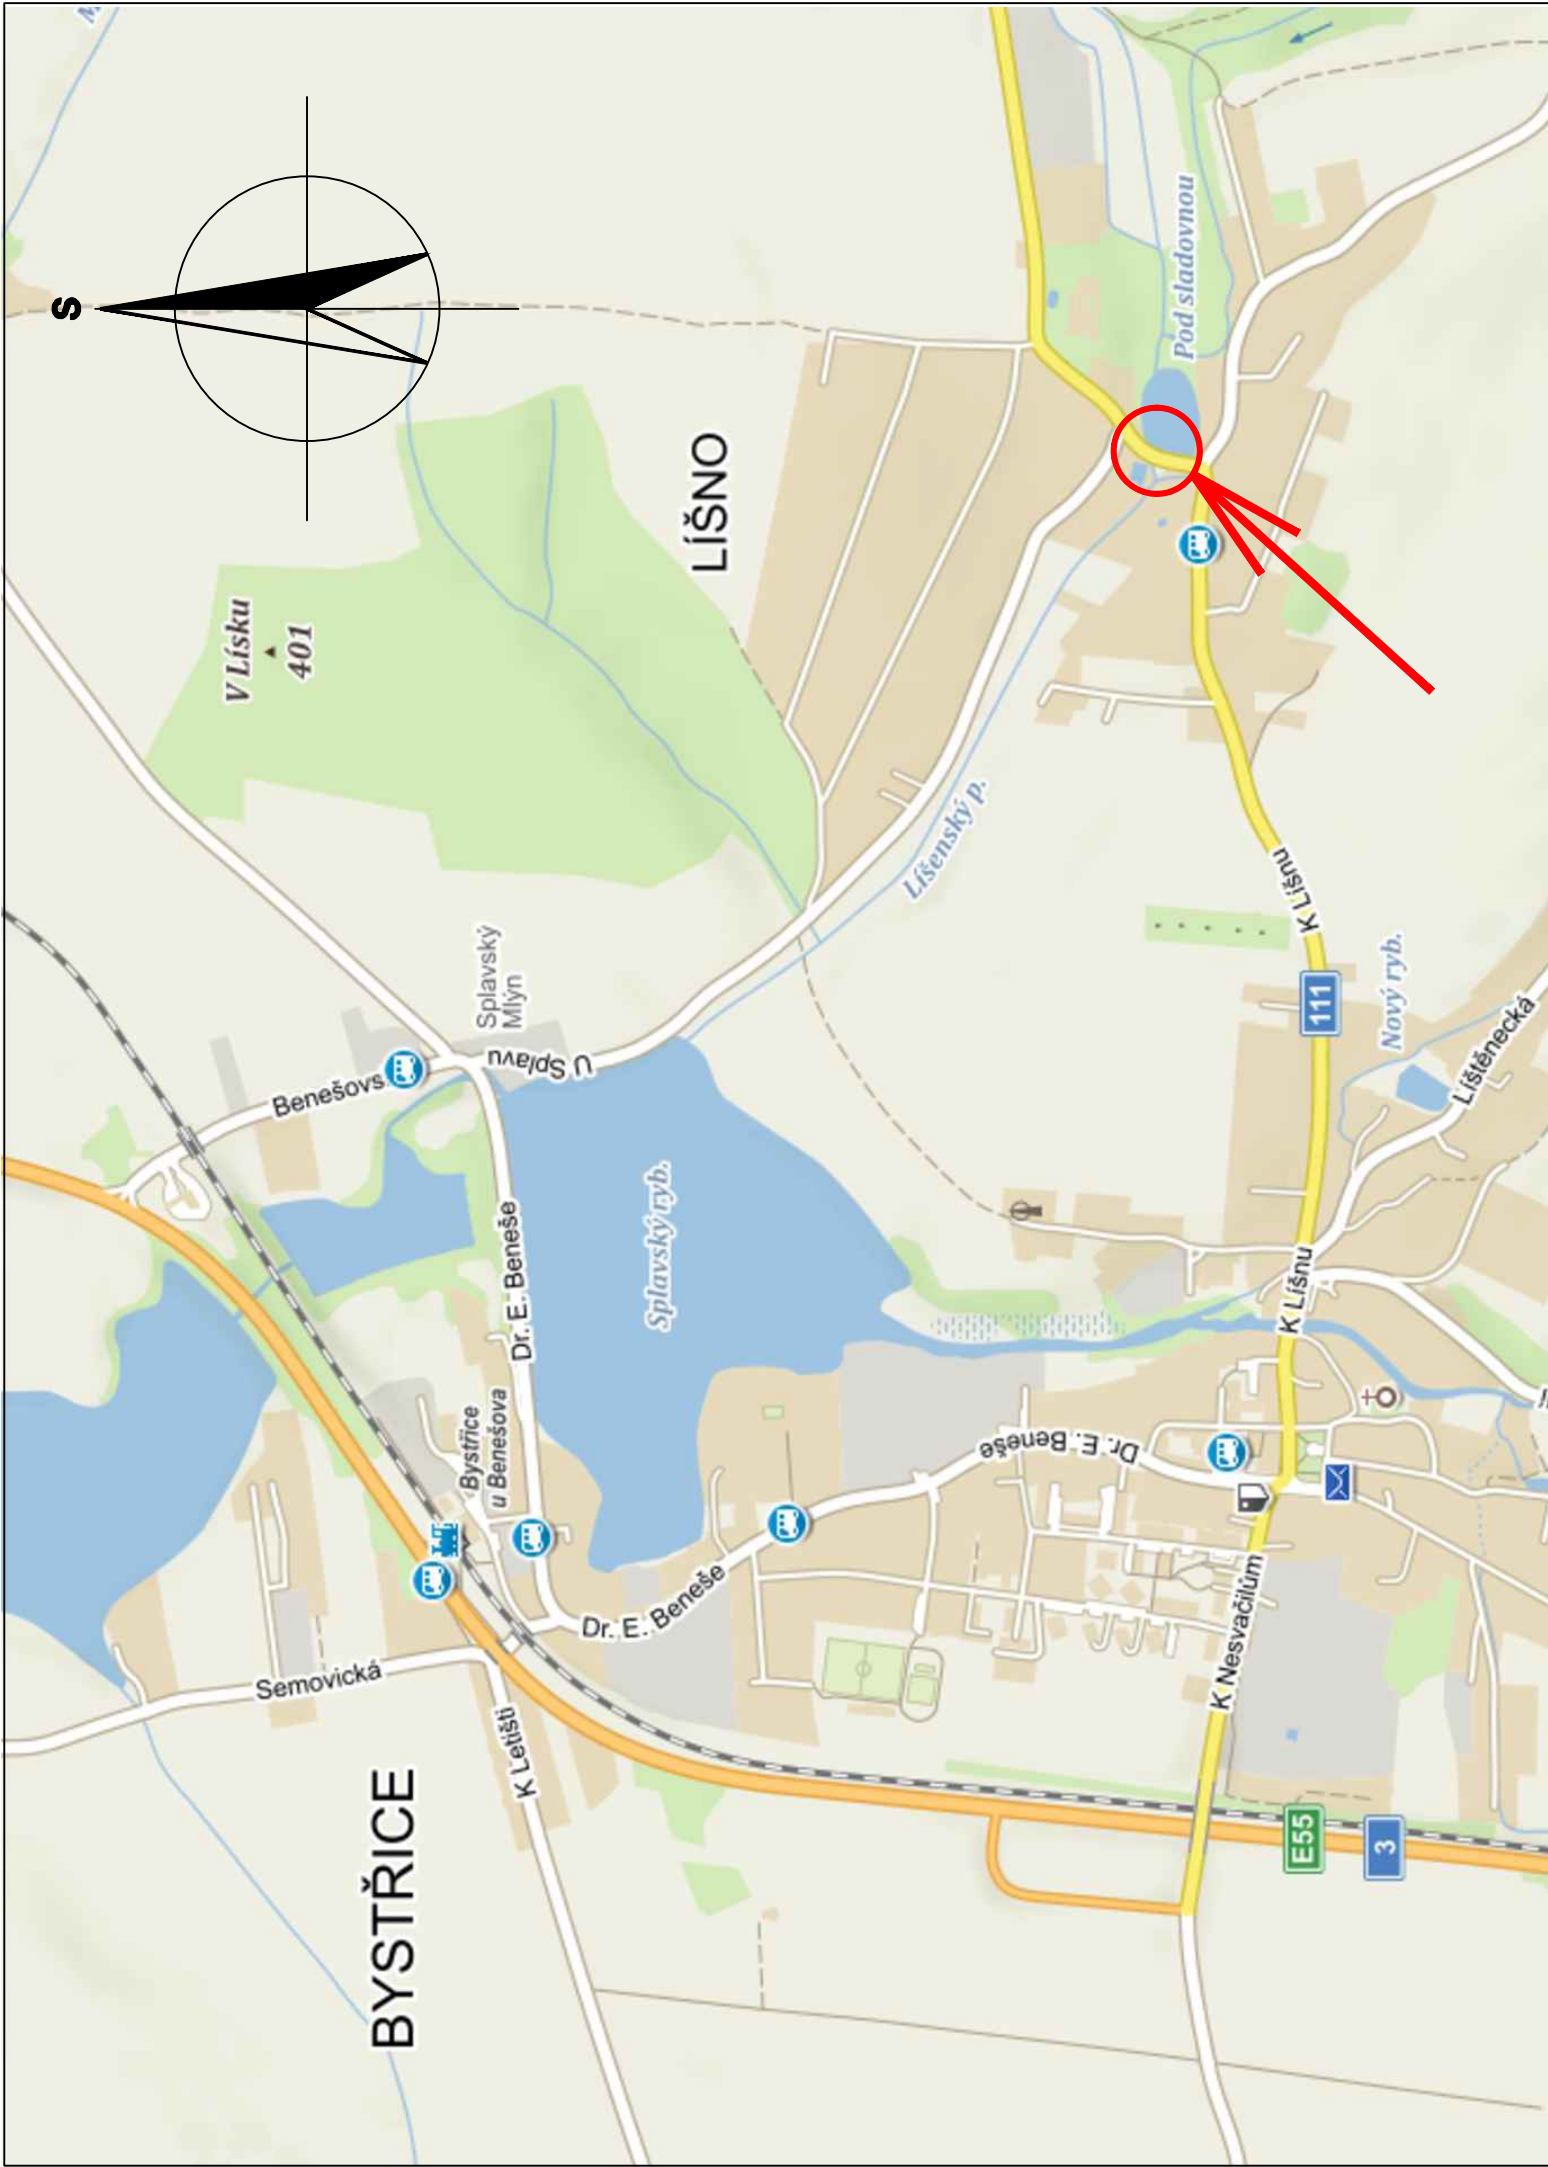 S
V Lísku
401
Semovická
Benešovs
BYSTŘICE
Bystřice
u Benešova
Splavský
Mlýn
K Letišti
Dr. E. Beneše
U Splavu
Dr. E. Beneše
Splavský ryb.
LÍŠNO
Líšenský p.
Dr. E. Beneše
Pod sladovnou
K Nesvačilům
K Líšnu
K Líšnu
E55
111
3
Nový ryb.
Líštěnecká